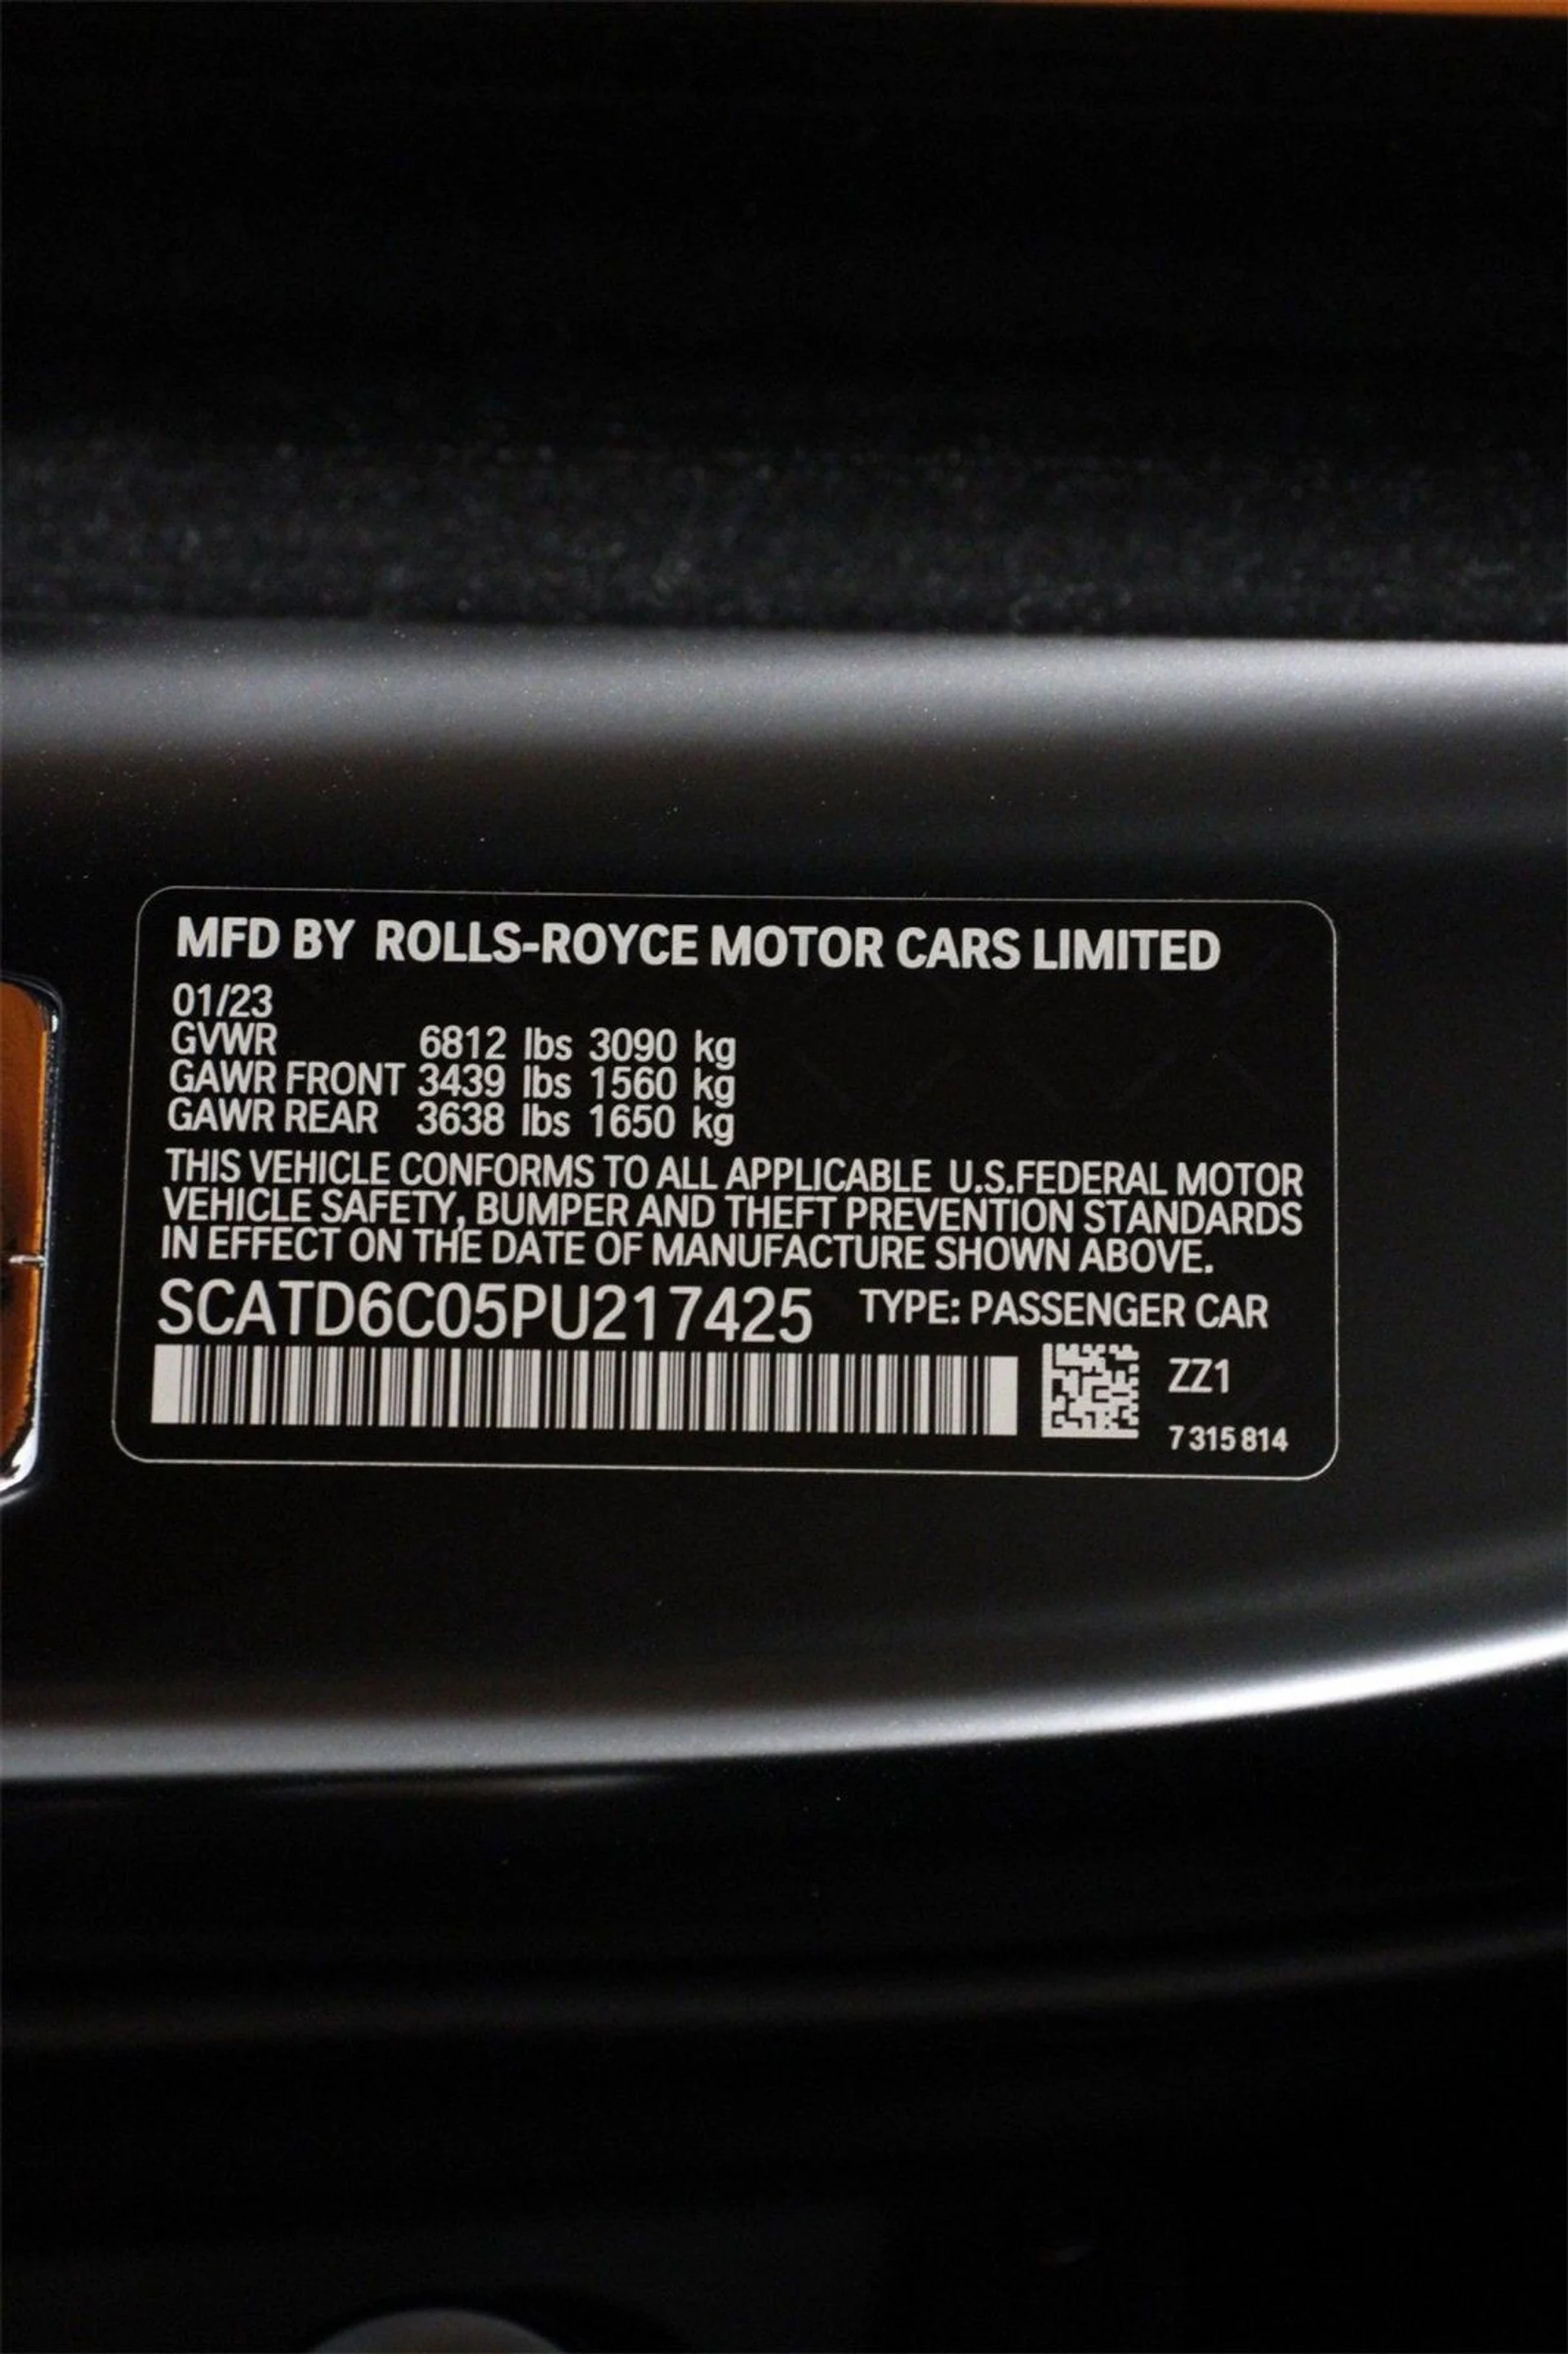 MFD BY ROLLS-ROYCE MOTOR CARS LIMITED
01/23
GVWR 6812 lbs 3090 kg
GAWR FRONT 3439 lbs 1560 kg
GAWR REAR 3638 lbs 1650 kg
THIS VEHICLE CONFORMS TO ALL APPLICABLE U.S.FEDERAL MOTOR
VEHICLE SAFETY, BUMPER AND THEFT PREVENTION STANDARDS
IN EFFECT ON THE DATE OF MANUFACTURE SHOWN ABOVE.
SCATD6C05PU217425 TYPE: PASSENGER CAR
ZZ1
7 315 814